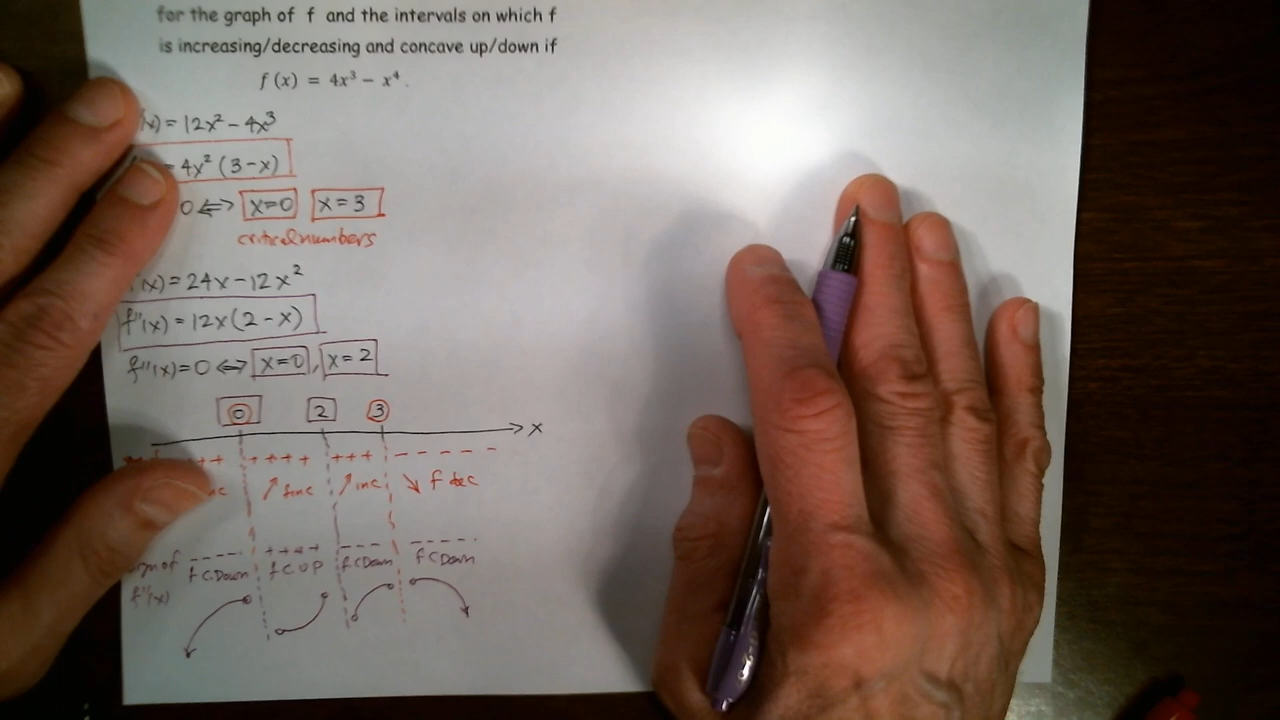 for the graph of f and the intervals on which f
is increasing/decreasing and concave up/down if
f (x) = 4x³ − x⁴.
x) = 12x² − 4x³
= 4x² (3 − x)
0 ⟺ x=0 x = 3
critical numbers
(x) = 24x − 12x²
f''(x) = 12x (2 − x)
f''(x) = 0 ⟺ x=0, x = 2
0 2 3
x
++ ++++ +++ − − − − − −
↗ f inc ↗ inc ↘ f dec
− − − − ++++ − − − − − − −
sign of f C.Down f C UP f C Down f C Down
f''(x)